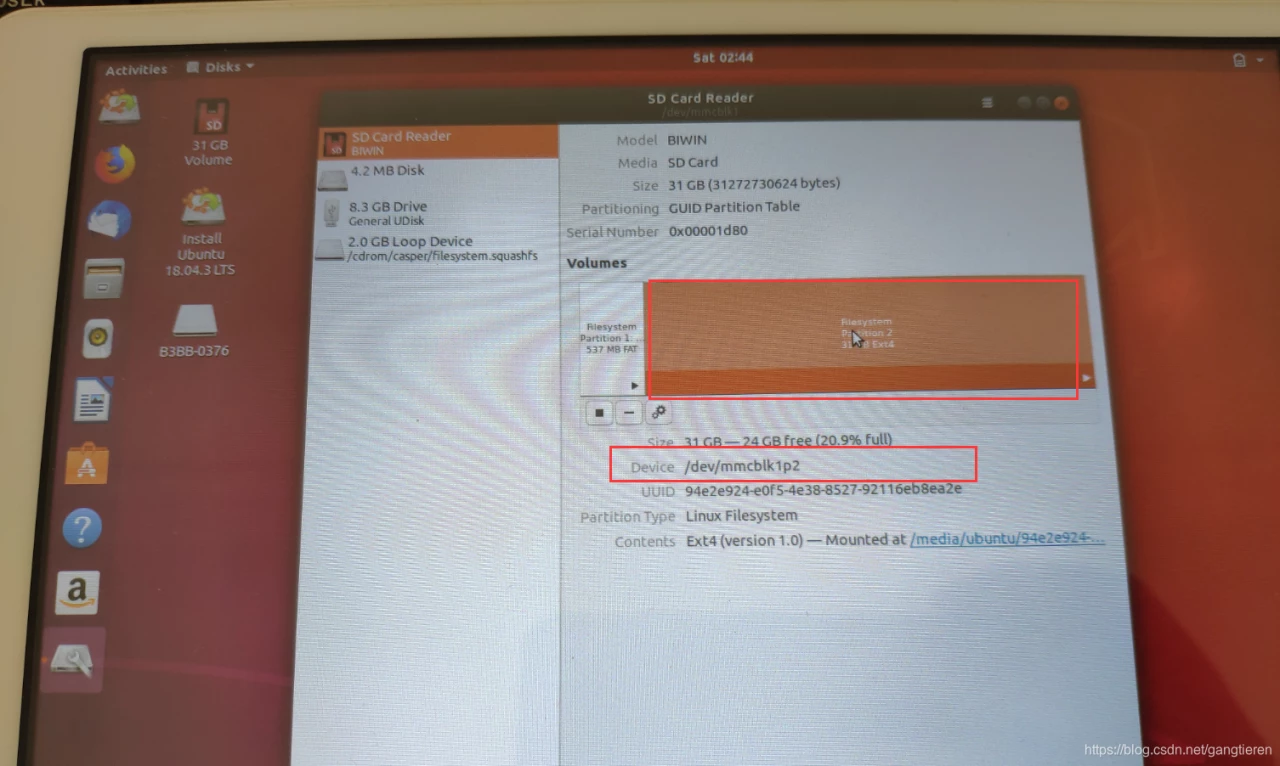 Activities
Disks
Sat 02:44
SD
31 GB
Volume
Install
Ubuntu
18.04.3 LTS
B3BB-0376
SD Card Reader
/dev/mmcblk1
SD Card Reader
BIWIN
4.2 MB Disk
8.3 GB Drive
General UDisk
2.0 GB Loop Device
/cdrom/casper/filesystem.squashfs
Model BIWIN
Media SD Card
Size 31 GB (31272730624 bytes)
Partitioning GUID Partition Table
Serial Number 0x00001d80
Volumes
Filesystem
Partition 1: ...
537 MB FAT
Filesystem
Partition 2
Ext4
Size 31 GB — 24 GB free (20.9% full)
Device /dev/mmcblk1p2
UUID 94e2e924-e0f5-4e38-8527-92116eb8ea2e
Partition Type Linux Filesystem
Contents Ext4 (version 1.0) — Mounted at /media/ubuntu/94e2e924-...
https://blog.csdn.net/gangtieren